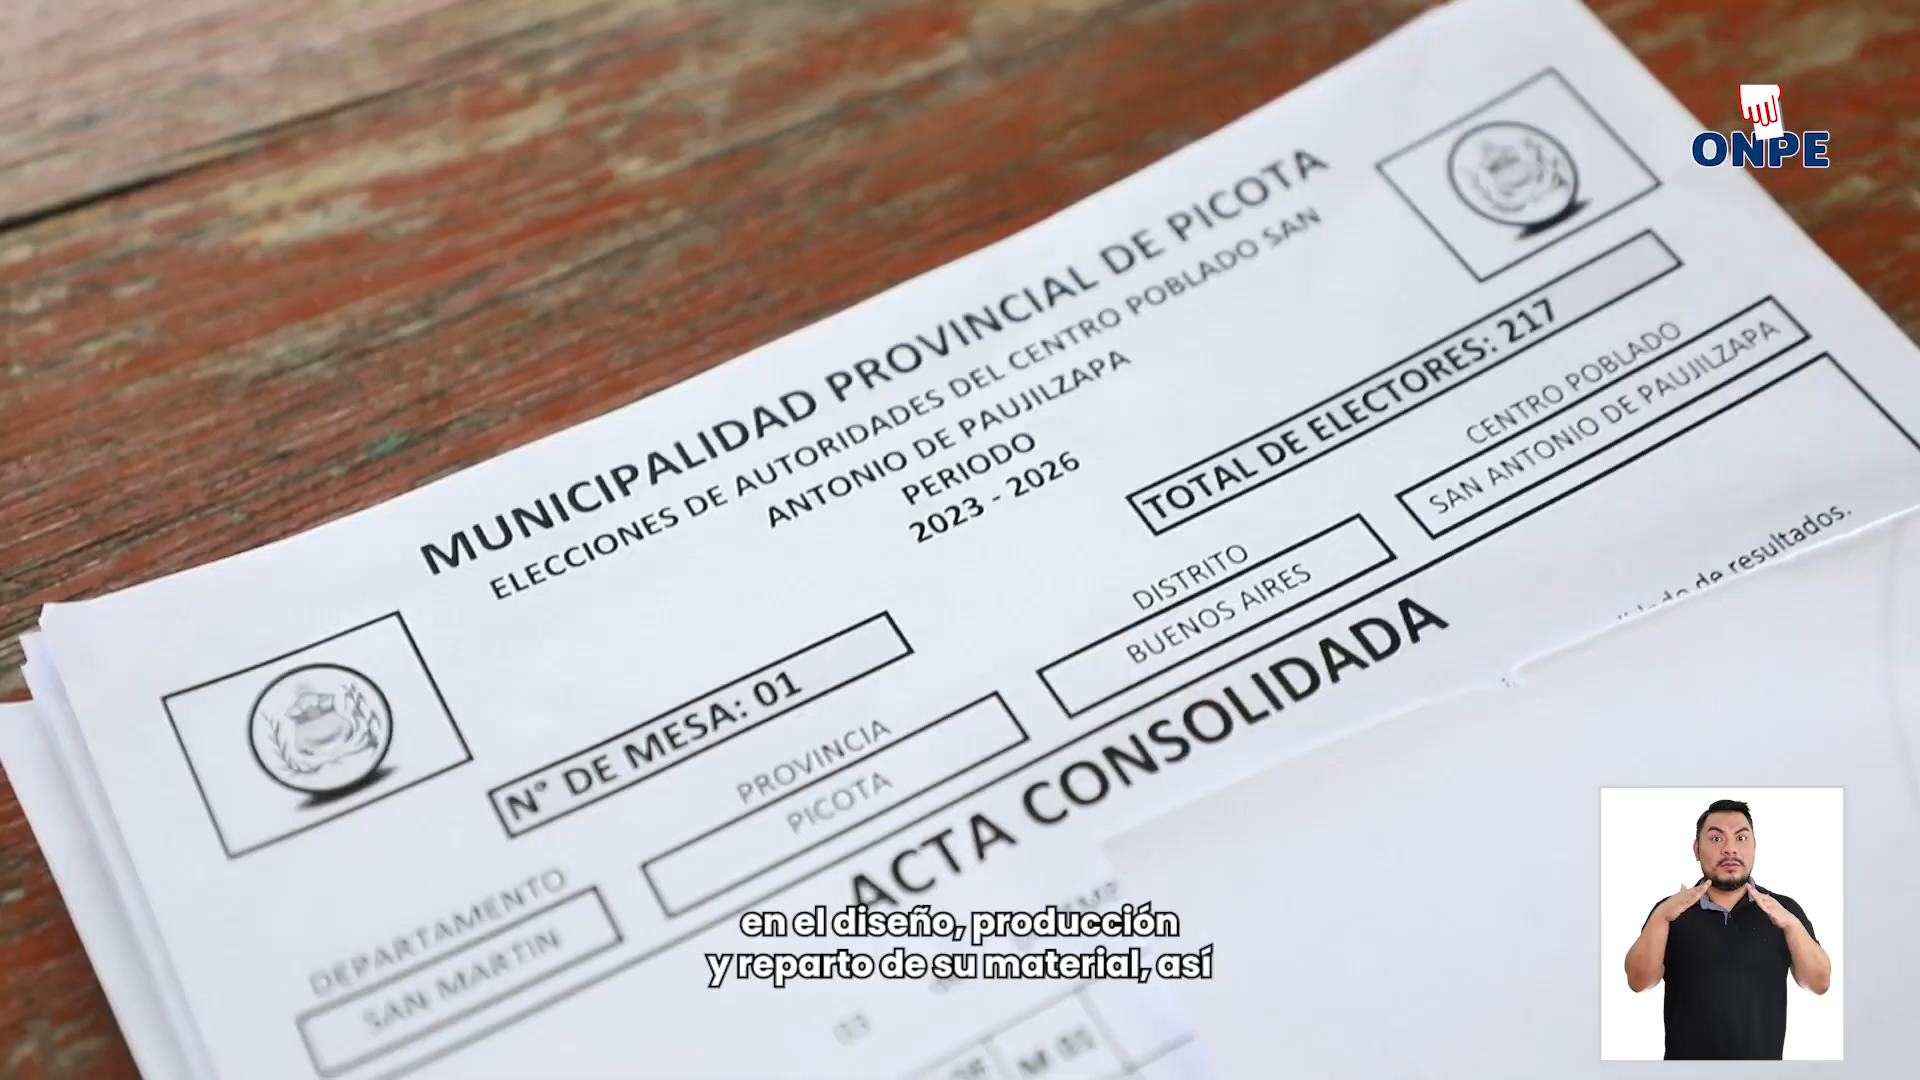 ONPE
MUNICIPALIDAD PROVINCIAL DE PICOTA
ELECCIONES DE AUTORIDADES DEL CENTRO POBLADO SAN
ANTONIO DE PAUJILZAPA
PERIODO
2023 - 2026
TOTAL DE ELECTORES: 217
N° DE MESA: 01
CENTRO POBLADO
SAN ANTONIO DE PAUJILZAPA
DISTRITO
BUENOS AIRES
PROVINCIA
PICOTA
DEPARTAMENTO
SAN MARTIN
de resultados.
ACTA CONSOLIDADA
en el diseño, producción
y reparto de su material, así